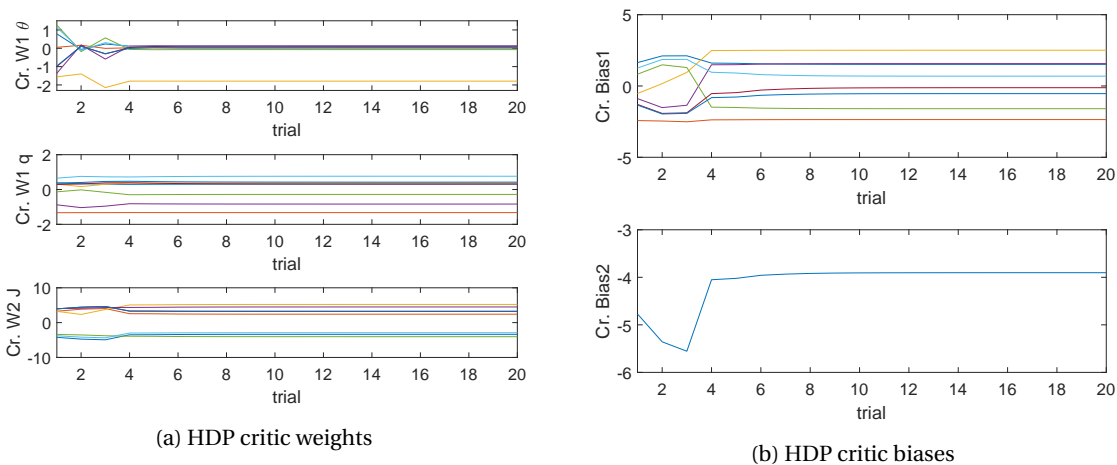 Cr. W1 θ
1
0
-1
-2
2 4 6 8 10 12 14 16 18 20
trial
Cr. W1 q
2
0
-2
2 4 6 8 10 12 14 16 18 20
trial
Cr. W2 J
10
0
-10
2 4 6 8 10 12 14 16 18 20
trial
(a) HDP critic weights
Cr. Bias1
5
0
-5
2 4 6 8 10 12 14 16 18 20
trial
Cr. Bias2
-3
-4
-5
-6
2 4 6 8 10 12 14 16 18 20
trial
(b) HDP critic biases